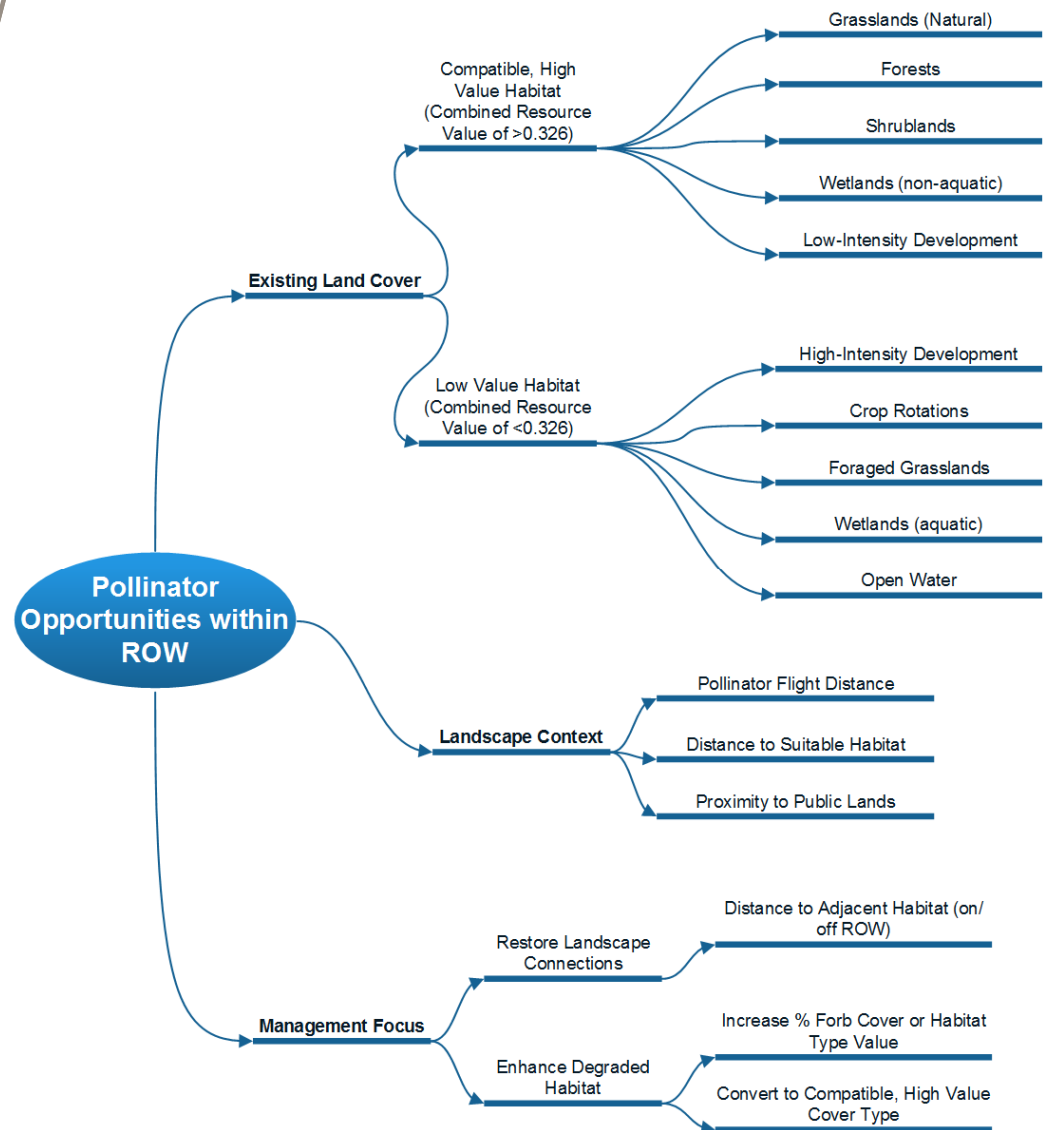 Grasslands (Natural)
Compatible, High
Value Habitat
(Combined Resource
Value of >0.326)
Forests
Shrublands
Wetlands (non-aquatic)
Low-Intensity Development
Existing Land Cover
High-Intensity Development
Low Value Habitat
(Combined Resource
Value of <0.326)
Crop Rotations
Foraged Grasslands
Wetlands (aquatic)
Open Water
Pollinator
Opportunities within
ROW
Pollinator Flight Distance
Landscape Context
Distance to Suitable Habitat
Proximity to Public Lands
Distance to Adjacent Habitat (on/
off ROW)
Restore Landscape
Connections
Management Focus
Increase % Forb Cover or Habitat
Type Value
Enhance Degraded
Habitat
Convert to Compatible, High Value
Cover Type